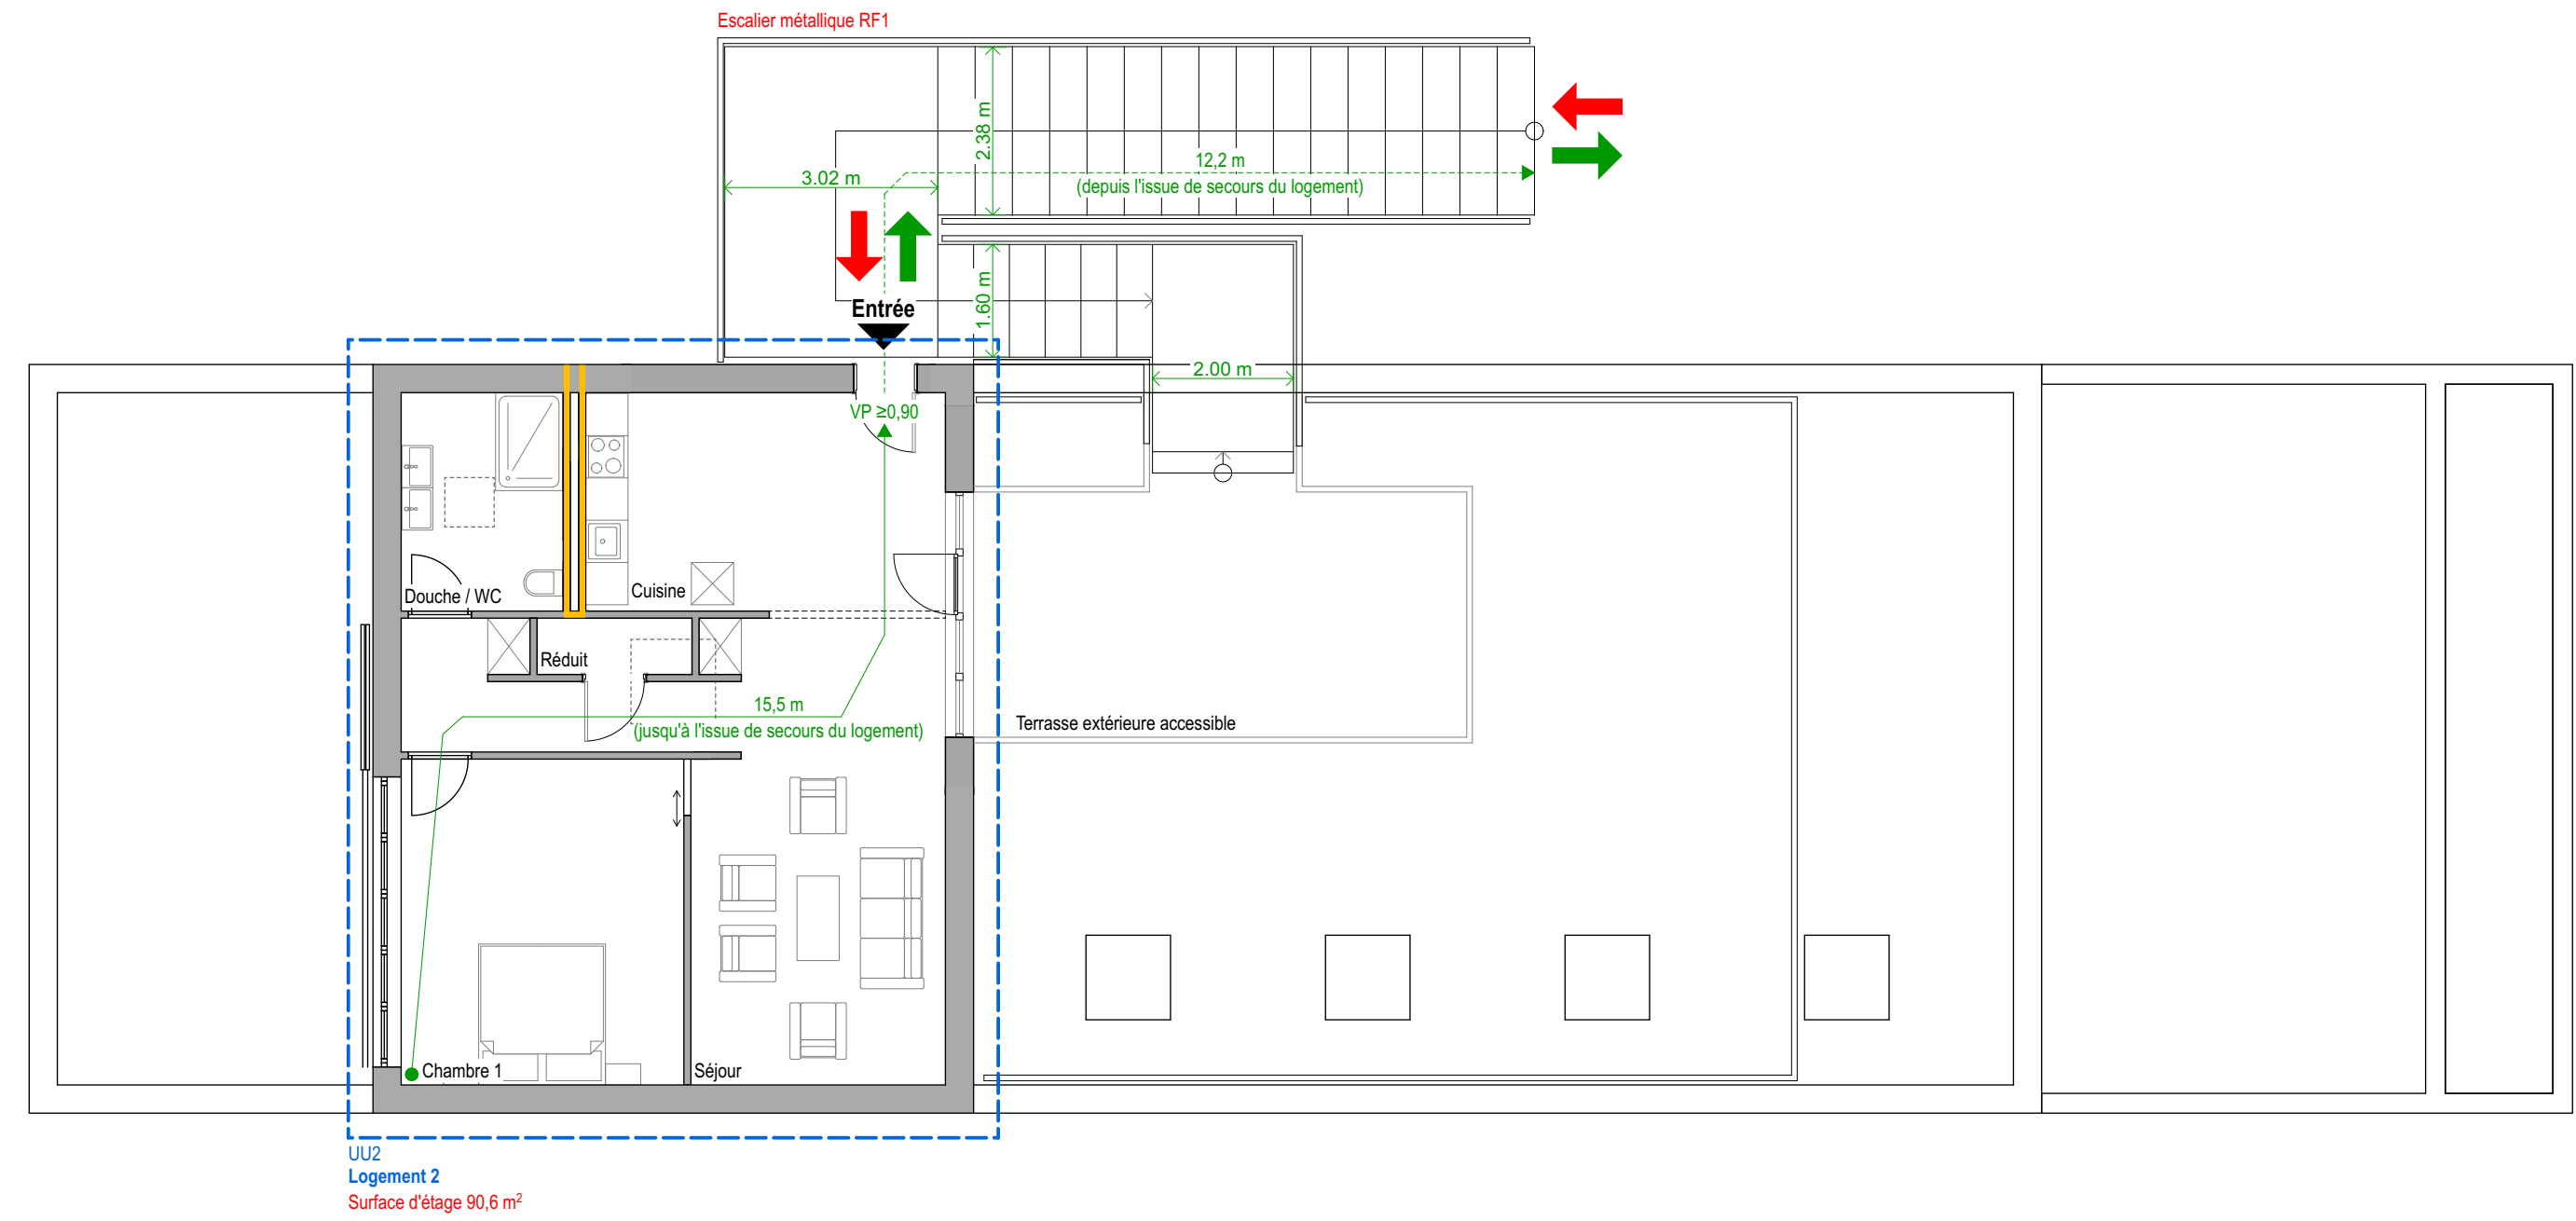 Escalier métallique RF1
2.38 m
12,2 m
(depuis l'issue de secours du logement)
3.02 m
1.60 m
Entrée
2.00 m
VP ≥0,90
Cuisine
Douche / WC
Réduit
15,5 m
(jusqu'à l'issue de secours du logement)
Terrasse extérieure accessible
Chambre 1
Séjour
UU2
Logement 2
Surface d'étage 90,6 m²